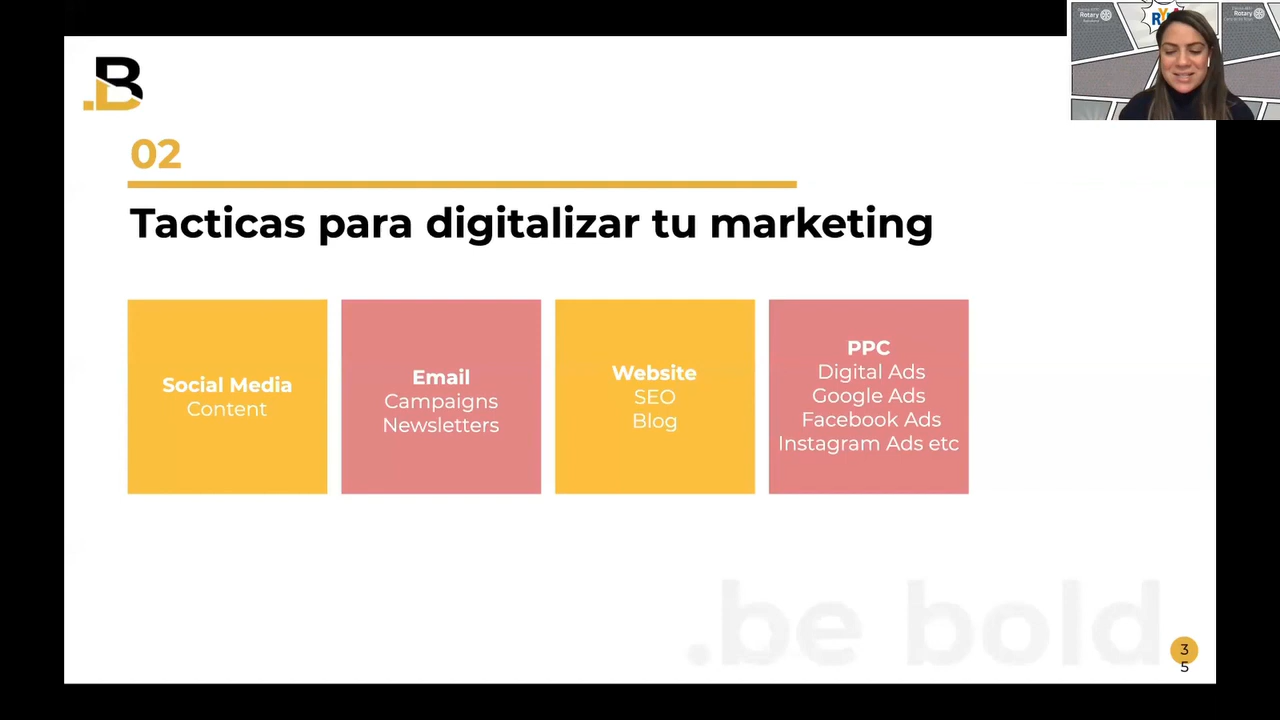 B
02
Tacticas para digitalizar tu marketing
Social Media
Content
Email
Campaigns
Newsletters
Website
SEO
Blog
PPC
Digital Ads
Google Ads
Facebook Ads
Instagram Ads etc
.be bold
3
5
Rotary
Rotary